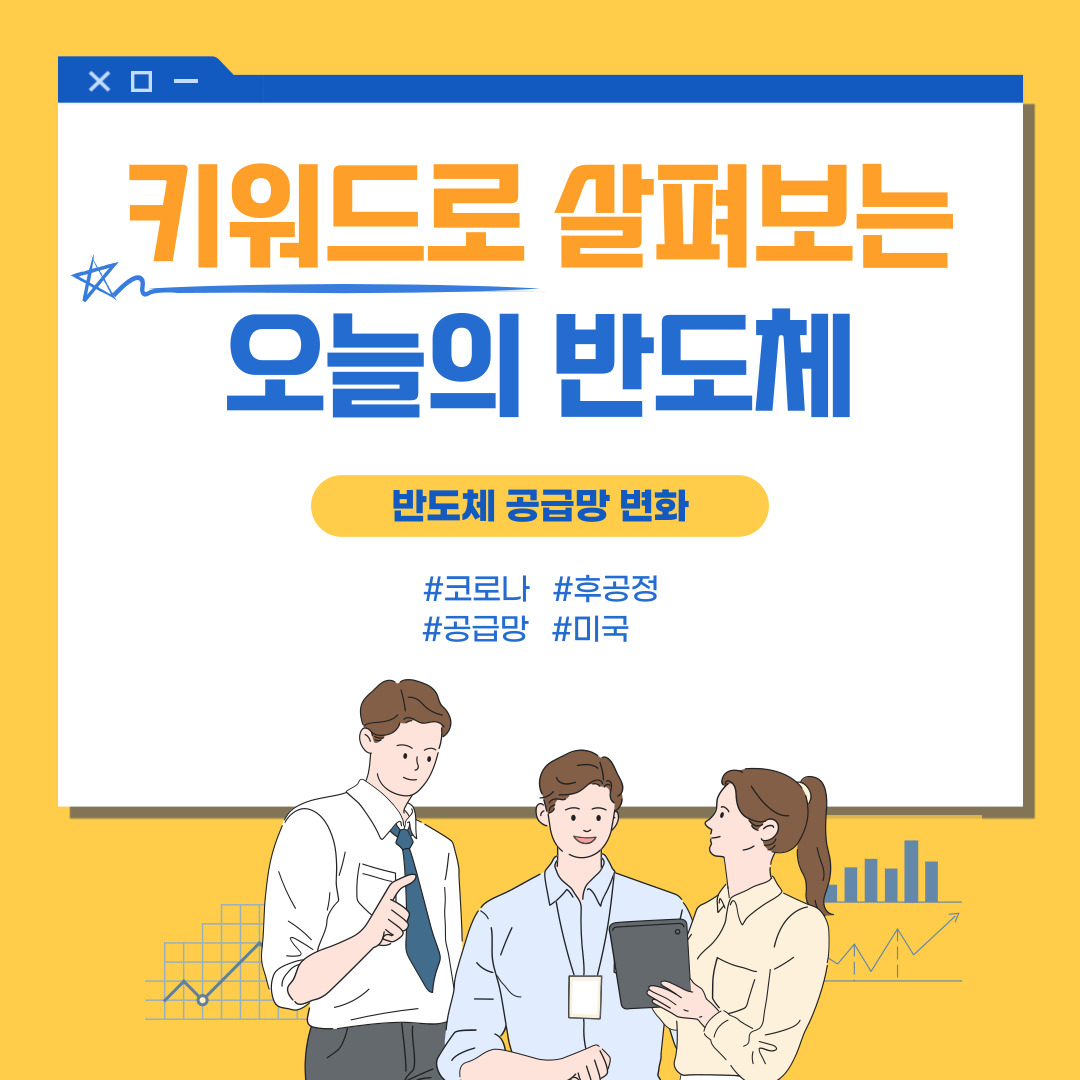 키워드로 살펴보는
오늘의 반도체
반도체 공급망 변화
#코로나 #후공정
#공급망 #미국